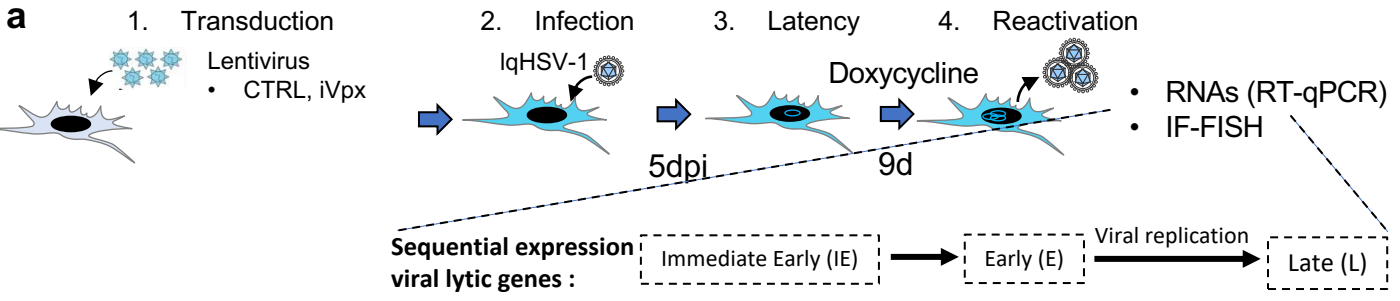 a
1. Transduction
2. Infection
3. Latency
4. Reactivation
Lentivirus
• CTRL, iVpx
lqHSV-1
Doxycycline
5dpi
9d
• RNAs (RT-qPCR)
• IF-FISH
Sequential expression
viral lytic genes :
Immediate Early (IE)
Early (E)
Viral replication
Late (L)